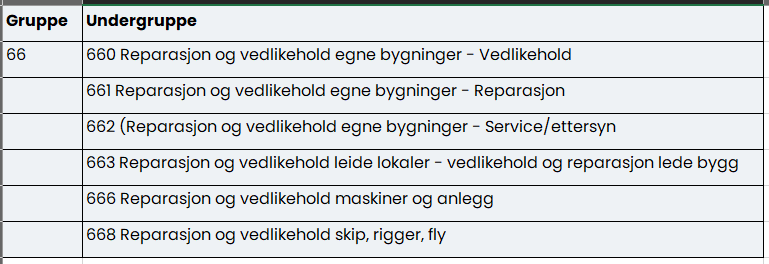 Gruppe Undergruppe
66 660 Reparasjon og vedlikehold egne bygninger - Vedlikehold
661 Reparasjon og vedlikehold egne bygninger - Reparasjon
662 (Reparasjon og vedlikehold egne bygninger - Service/ettersyn
663 Reparasjon og vedlikehold leide lokaler - vedlikehold og reparasjon lede bygg
666 Reparasjon og vedlikehold maskiner og anlegg
668 Reparasjon og vedlikehold skip, rigger, fly